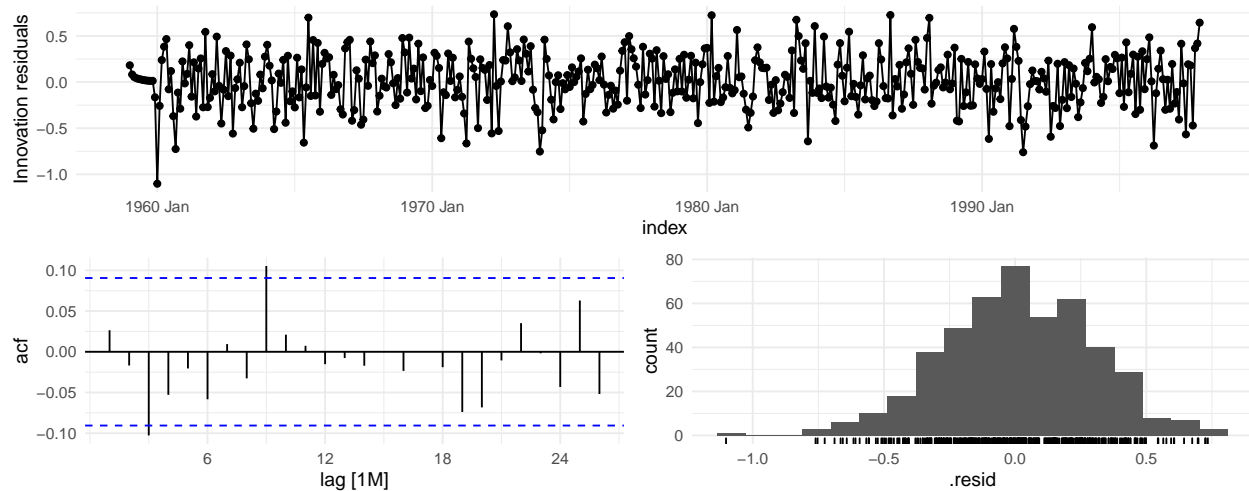 Innovation residuals
0.5
0.0
−0.5
−1.0
1960 Jan 1970 Jan 1980 Jan 1990 Jan
index
acf
0.10
0.05
0.00
−0.05
−0.10
6 12 18 24
lag [1M]
count
80
60
40
20
0
−1.0 −0.5 0.0 0.5
.resid